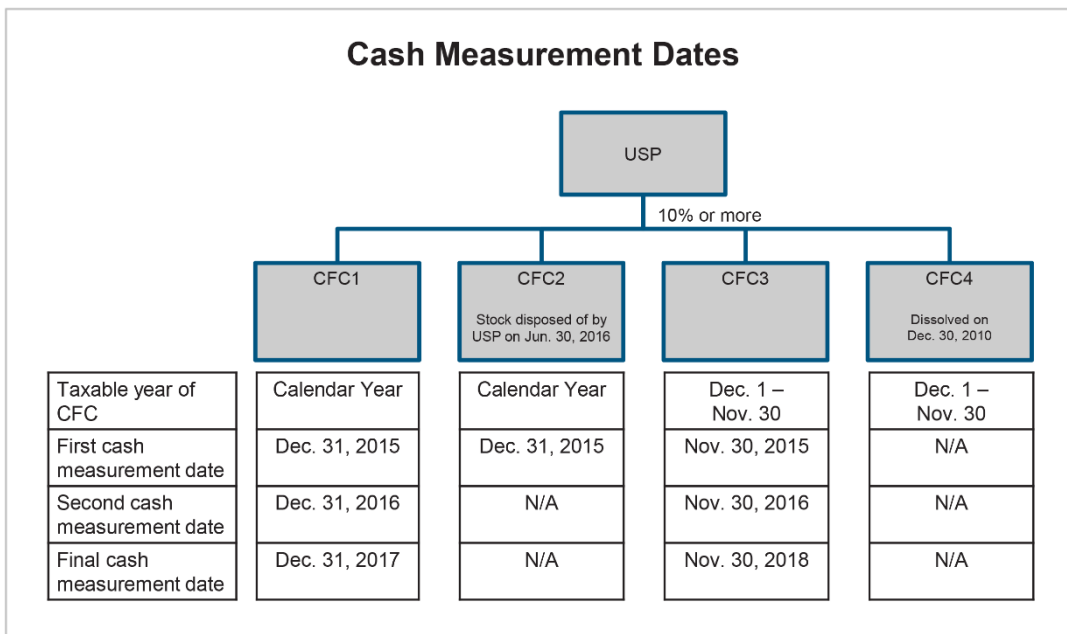 Cash Measurement Dates
USP
10% or more
CFC1
CFC2
Stock disposed of by
USP on Jun. 30, 2016
CFC3
CFC4
Dissolved on
Dec. 30, 2010
Taxable year of
CFC
Calendar Year
Calendar Year
Dec. 1 –
Nov. 30
Dec. 1 –
Nov. 30
First cash
measurement date
Dec. 31, 2015
Dec. 31, 2015
Nov. 30, 2015
N/A
Second cash
measurement date
Dec. 31, 2016
N/A
Nov. 30, 2016
N/A
Final cash
measurement date
Dec. 31, 2017
N/A
Nov. 30, 2018
N/A